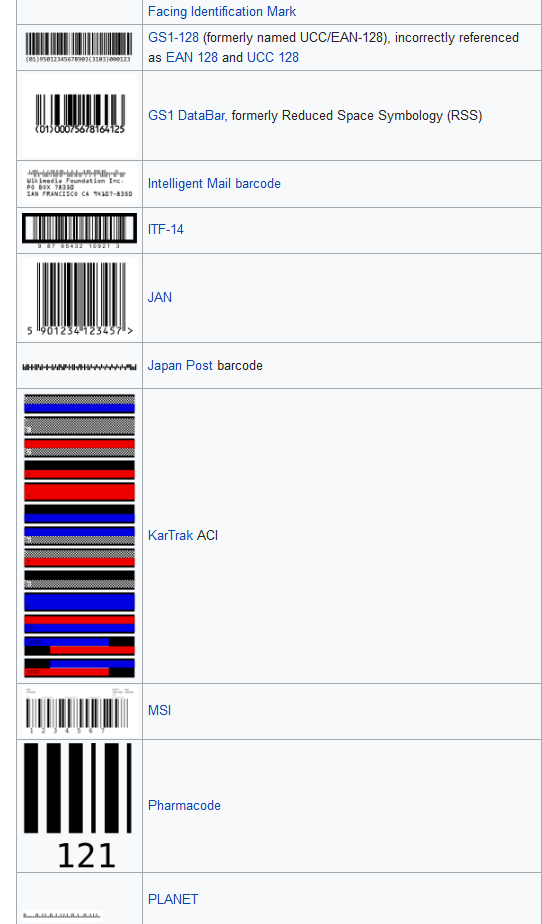 Facing Identification Mark
(01)95012345678903(3103)000123
GS1-128 (formerly named UCC/EAN-128), incorrectly referenced
as EAN 128 and UCC 128
(01)00075678164125
GS1 DataBar, formerly Reduced Space Symbology (RSS)
Wikimedia Foundation Inc.
PO BOX 78350
SAN FRANCISCO CA 94107-8350
Intelligent Mail barcode
9 87 65432 10921 3
ITF-14
5 901234 123457 >
JAN
Japan Post barcode
KarTrak ACI
1 2 3 4 5 6 7
MSI
121
Pharmacode
PLANET